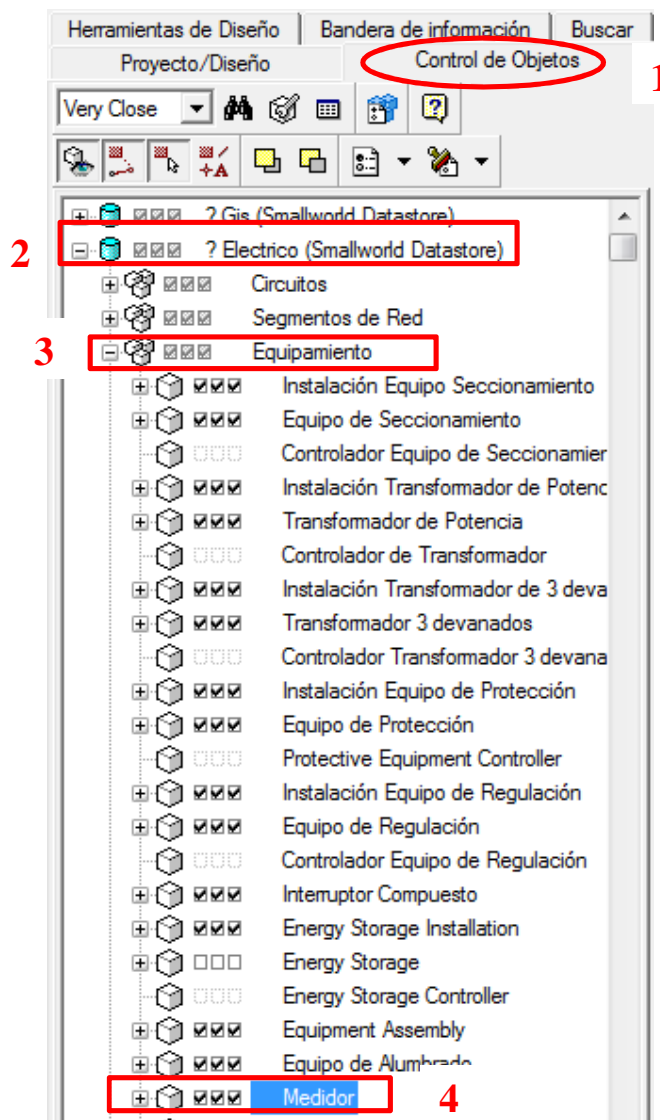 Herramientas de Diseño Bandera de información Buscar
Proyecto/Diseño Control de Objetos 1
Very Close
? Gis (Smallworld Datastore)
2 ? Electrico (Smallworld Datastore)
Circuitos
Segmentos de Red
3 Equipamiento
Instalación Equipo Seccionamiento
Equipo de Seccionamiento
Controlador Equipo de Seccionamier
Instalación Transformador de Potenc
Transformador de Potencia
Controlador de Transformador
Instalación Transformador de 3 deva
Transformador 3 devanados
Controlador Transformador 3 devana
Instalación Equipo de Protección
Equipo de Protección
Protective Equipment Controller
Instalación Equipo de Regulación
Equipo de Regulación
Controlador Equipo de Regulación
Interruptor Compuesto
Energy Storage Installation
Energy Storage
Energy Storage Controller
Equipment Assembly
Equipo de Alumbrado
Medidor 4